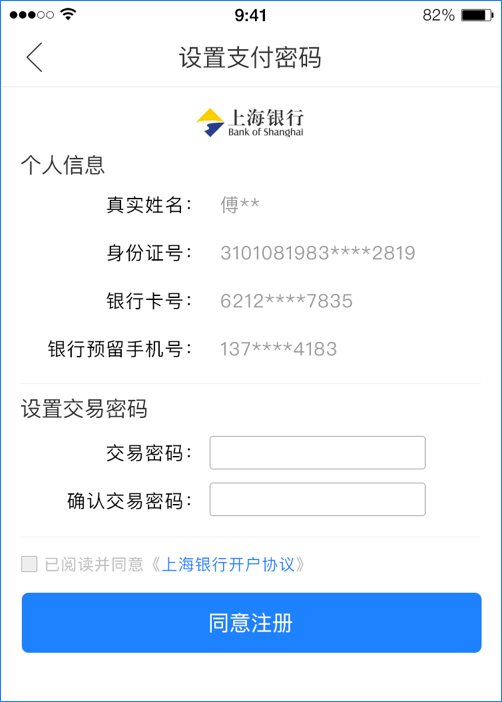 9:41 82%
设置支付密码
上海银行
Bank of Shanghai
个人信息
真实姓名： 傅**
身份证号： 3101081983****2819
银行卡号： 6212****7835
银行预留手机号： 137****4183
设置交易密码
交易密码：
确认交易密码：
已阅读并同意《上海银行开户协议》
同意注册